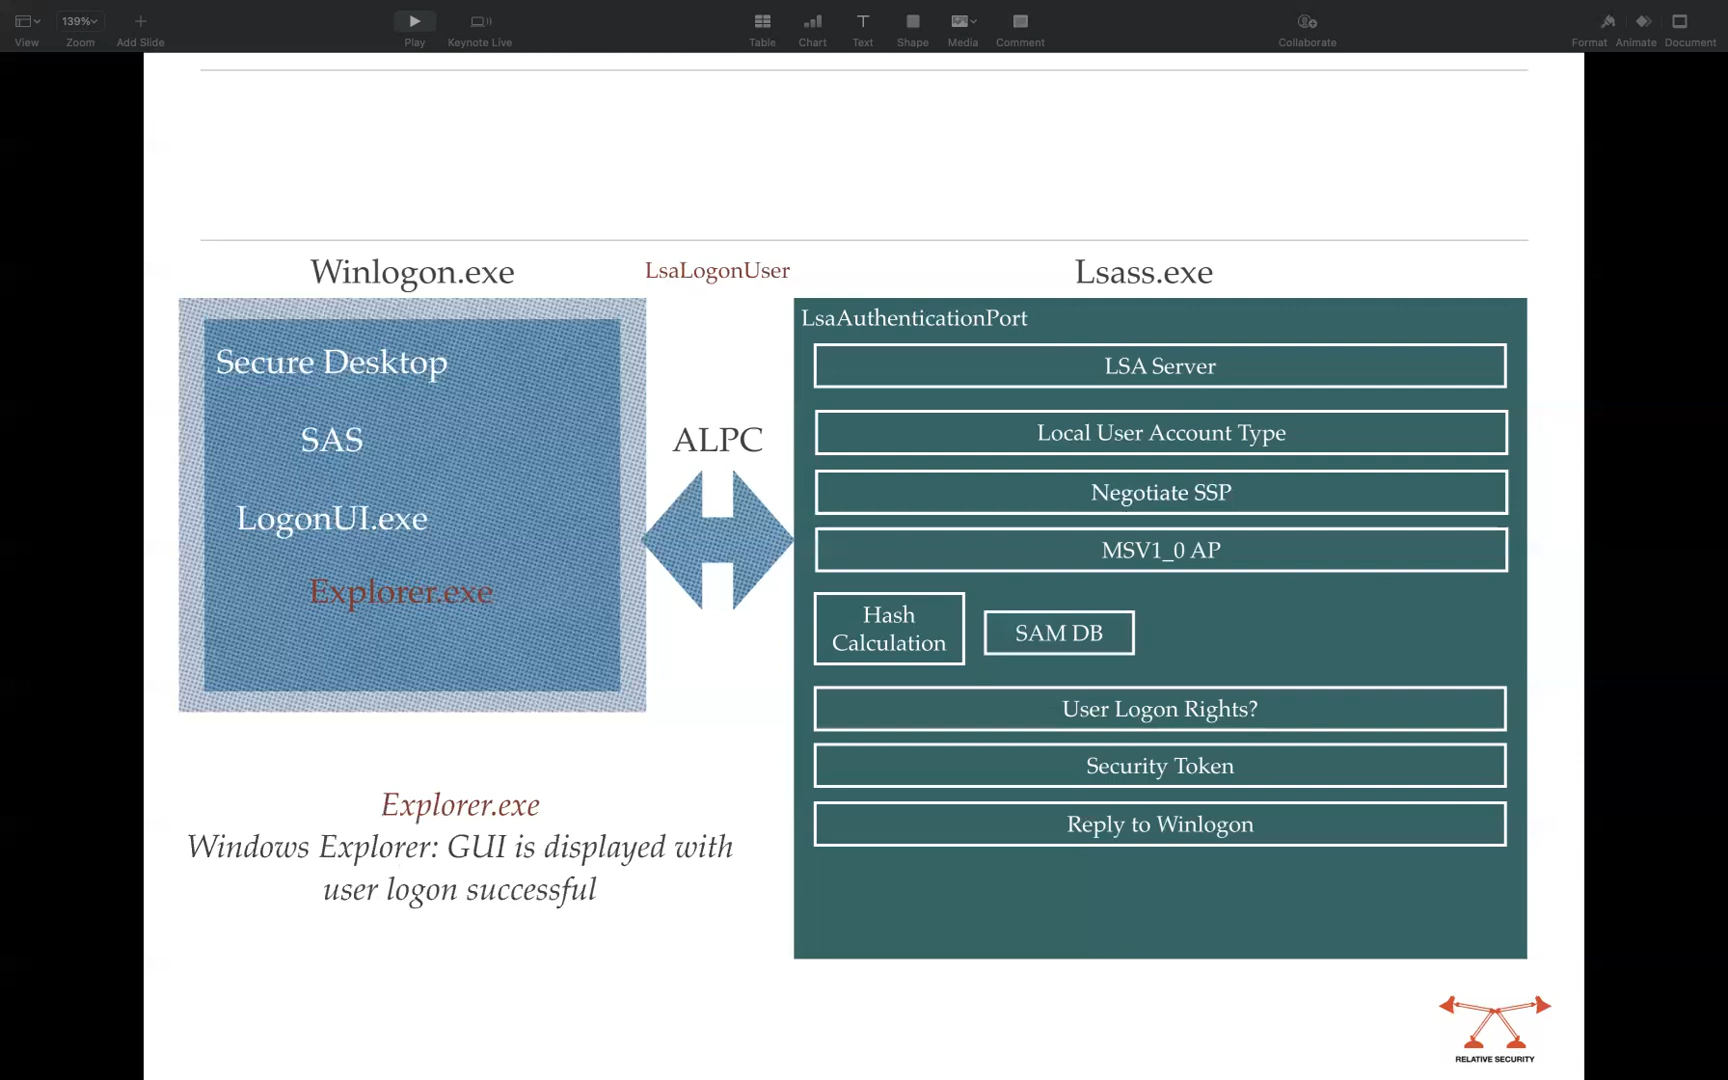 139%
View
Zoom
Add Slide
Play
Keynote Live
Table
Chart
Text
Shape
Media
Comment
Collaborate
Format
Animate
Document
Winlogon.exe
LsaLogonUser
Lsass.exe
Secure Desktop
SAS
LogonUI.exe
Explorer.exe
ALPC
LsaAuthenticationPort
LSA Server
Local User Account Type
Negotiate SSP
MSV1_0 AP
Hash
Calculation
SAM DB
User Logon Rights?
Security Token
Reply to Winlogon
Explorer.exe
Windows Explorer: GUI is displayed with
user logon successful
RELATIVE SECURITY